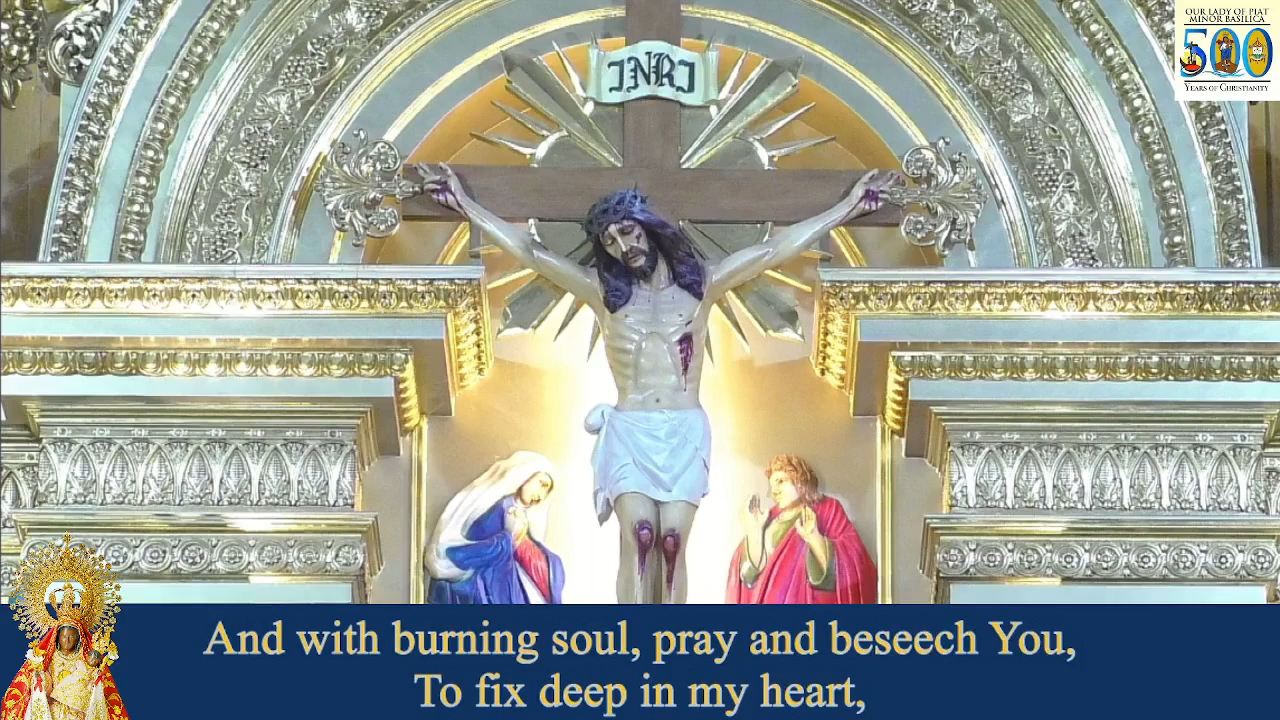 INRI
OUR LADY OF PIAT
MINOR BASILICA
500
YEARS OF CHRISTIANITY
And with burning soul, pray and beseech You,
To fix deep in my heart,